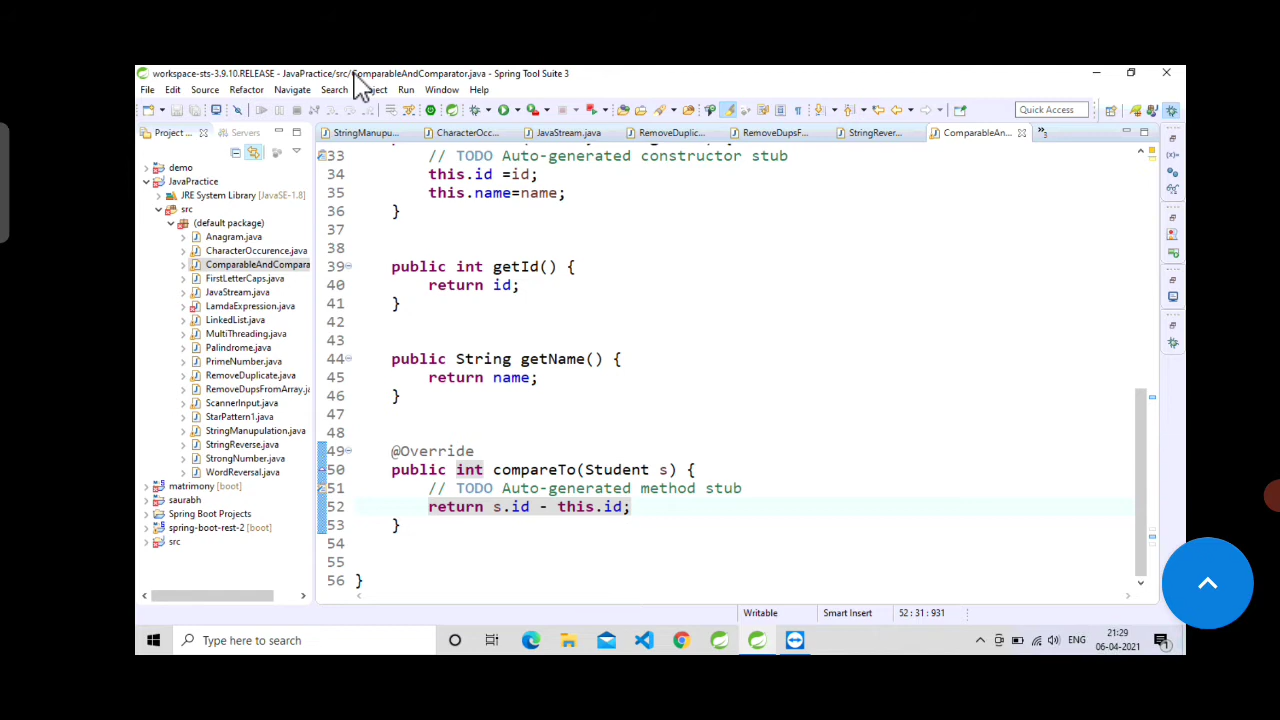 workspace-sts-3.9.10.RELEASE - JavaPractice/src/ComparableAndComparator.java - Spring Tool Suite 3
File Edit Source Refactor Navigate Search Project Run Window Help
Quick Access
Project ... Servers
StringManupu... CharacterOcc... JavaStream.java RemoveDuplic... RemoveDupsF... StringRever... ComparableAn...
demo
JavaPractice
JRE System Library [JavaSE-1.8]
src
(default package)
Anagram.java
CharacterOccurence.java
ComparableAndCompara
FirstLetterCaps.java
JavaStream.java
LamdaExpression.java
LinkedList.java
MultiThreading.java
Palindrome.java
PrimeNumber.java
RemoveDuplicate.java
RemoveDupsFromArray.ja
ScannerInput.java
StarPattern1.java
StringManupulation.java
StringReverse.java
StrongNumber.java
WordReversal.java
matrimony [boot]
saurabh
Spring Boot Projects
spring-boot-rest-2 [boot]
src
33 // TODO Auto-generated constructor stub
34 this.id =id;
35 this.name=name;
36 }
37
38
39 public int getId() {
40 return id;
41 }
42
43
44 public String getName() {
45 return name;
46 }
47
48
49 @Override
50 public int compareTo(Student s) {
51 // TODO Auto-generated method stub
52 return s.id - this.id;
53 }
54
55
56 }
Writable Smart Insert 52 : 31 : 931
Type here to search
ENG
21:29
06-04-2021
1